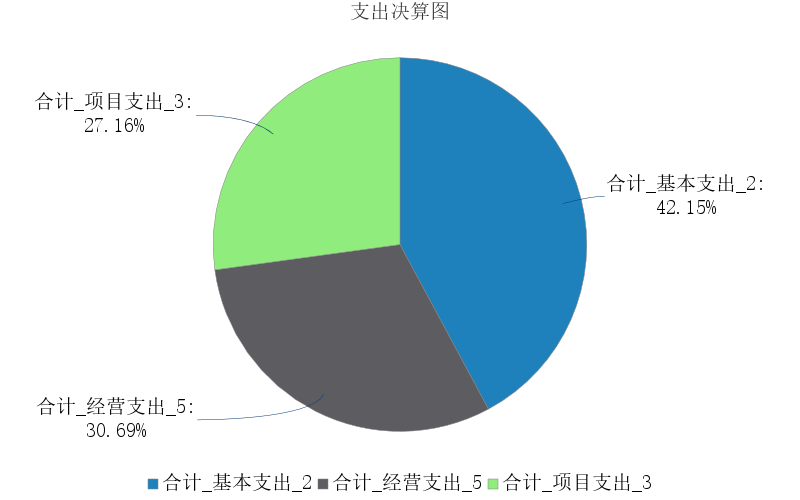 支出决算图
合计_项目支出_3:
27.16%
合计_基本支出_2:
42.15%
合计_经营支出_5:
30.69%
合计_基本支出_2 合计_经营支出_5 合计_项目支出_3